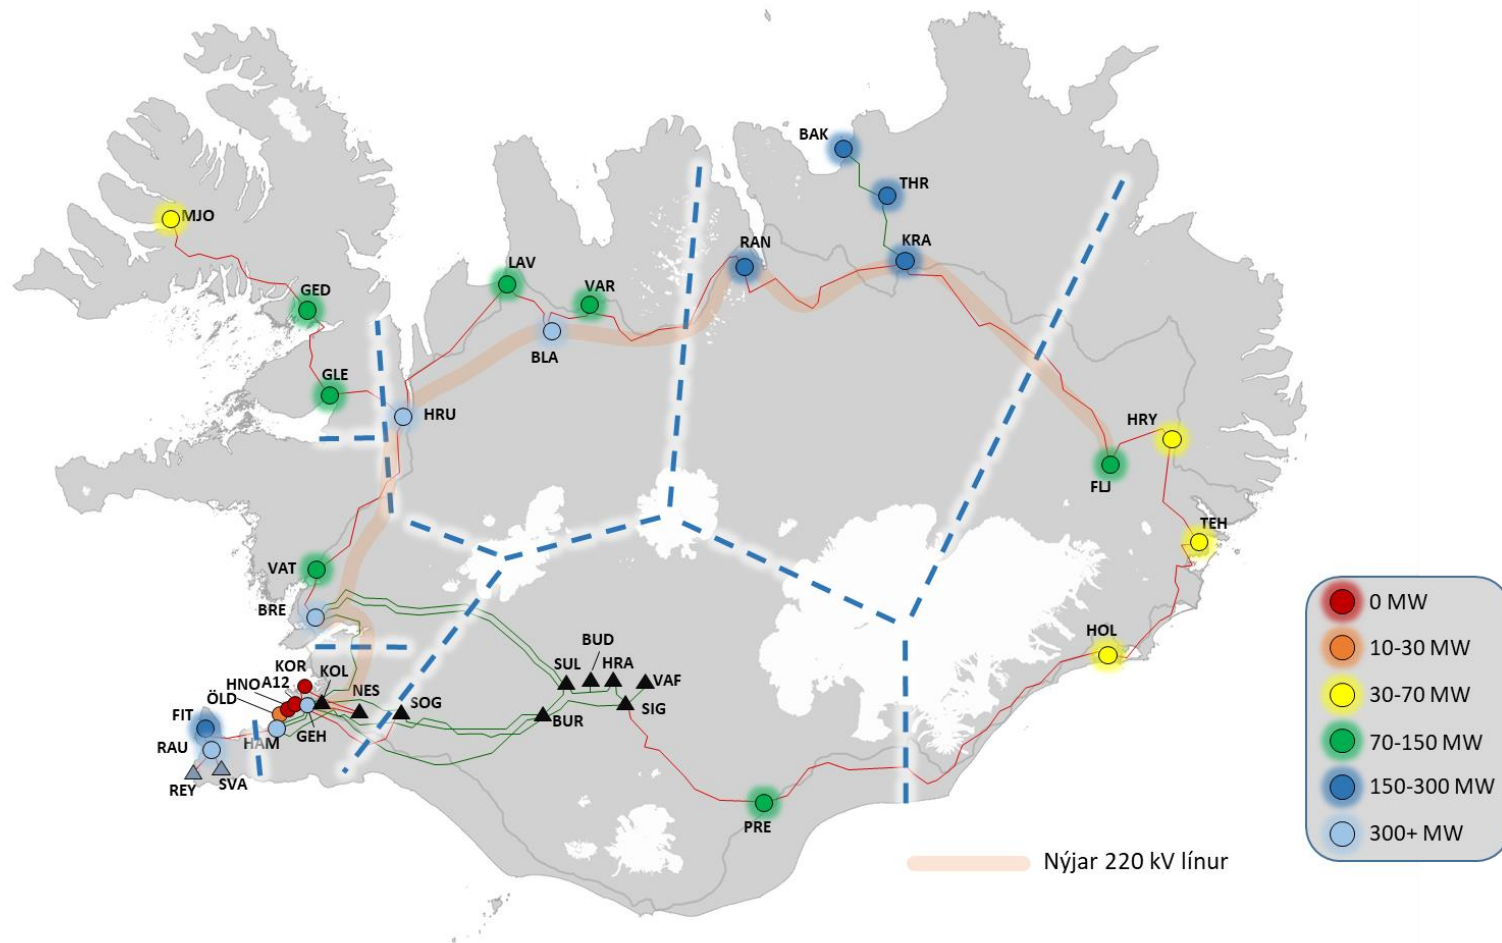 BAK
THR
MJO
KRA
RAN
LAV
VAR
GED
BLA
GLE
HRU
HRY
FLJ
TEH
VAT
BRE
HOL
BUD
SUL
HRA
VAF
KOR
KOL
HNO
A12
NES
ÖLD
SOG
SIG
FIT
BUR
GEH
HAM
RAU
SVA
REY
PRE
Nýjar 220 kV línur
0 MW
10-30 MW
30-70 MW
70-150 MW
150-300 MW
300+ MW